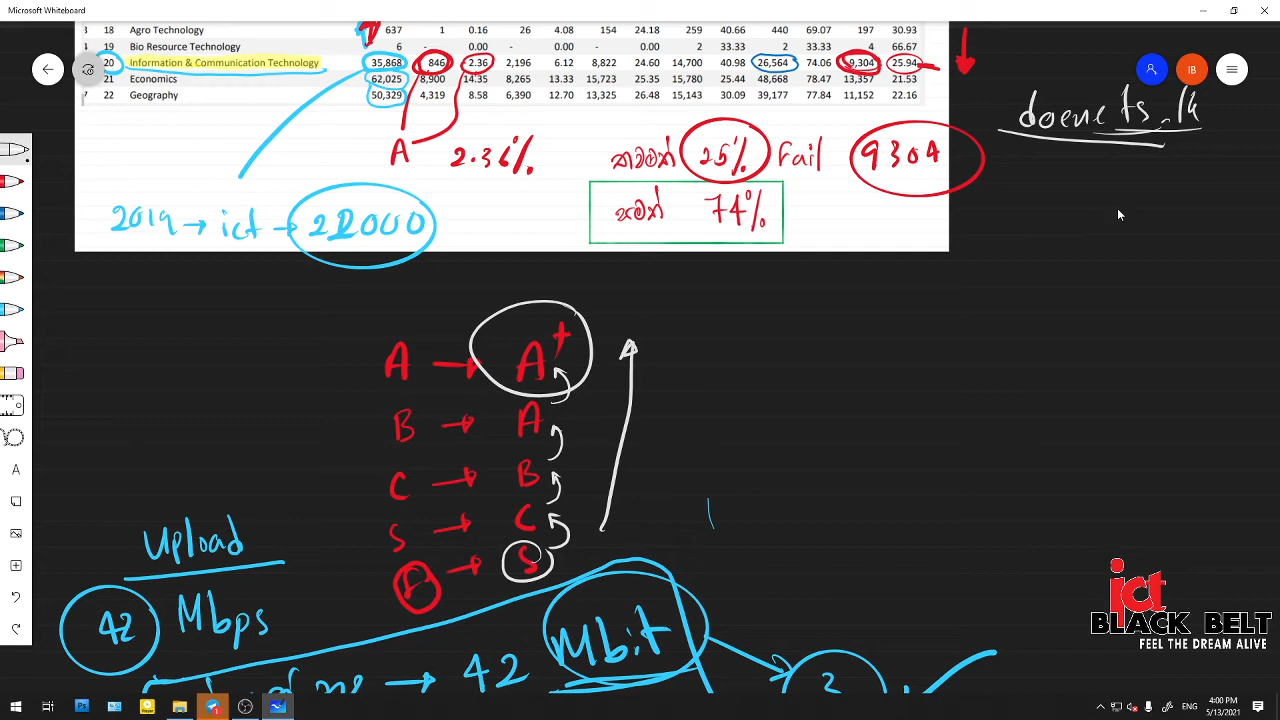 Microsoft Whiteboard
18 Agro Technology 637 1 0.16 26 4.08 154 24.18 259 40.66 440 69.07 197 30.93
19 Bio Resource Technology 6 - 0.00 - 0.00 - 0.00 2 33.33 2 33.33 4 66.67
20 Information & Communication Technology 35,868 846 2.36 2,196 6.12 8,822 24.60 14,700 40.98 26,564 74.06 9,304 25.94
21 Economics 62,025 8,900 14.35 8,265 13.33 15,723 25.35 15,780 25.44 48,668 78.47 13,357 21.53
22 Geography 50,329 4,319 8.58 6,390 12.70 13,325 26.48 15,143 30.09 39,177 77.84 11,152 22.16
IB
doenets.lk
A 2.36% 25% Fail 9304
සමත් 74%
2019 → ict → 22000
A → A+
B → A
C → B
S → C
F → S
Upload
42 Mbps
→ 42 Mbit
ict
BLACK BELT
FEEL THE DREAM ALIVE
ENG
4:00 PM
5/13/2021